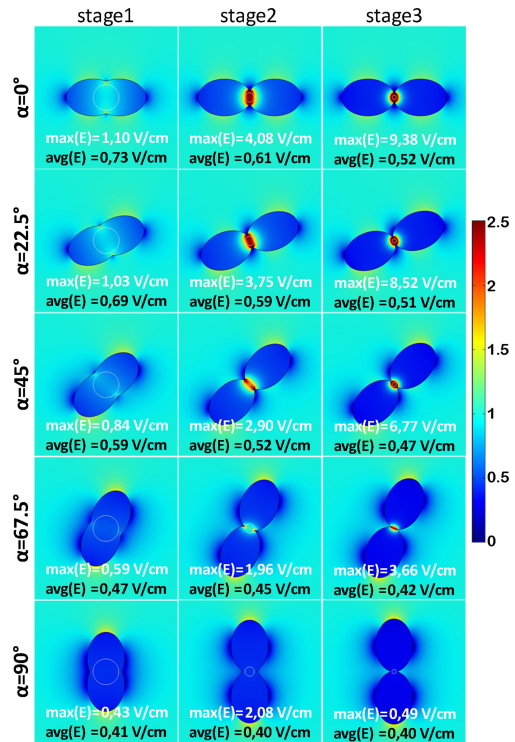 stage1 stage2 stage3
α=0°
max(E)=1,10 V/cm max(E)=4,08 V/cm max(E)=9,38 V/cm
avg(E) = 0,73 V/cm avg(E) = 0,61 V/cm avg(E) = 0,52 V/cm
α=22.5°
max(E)=1,03 V/cm max(E)=3,75 V/cm max(E)=8,52 V/cm
avg(E) = 0,69 V/cm avg(E) = 0,59 V/cm avg(E) = 0,51 V/cm
α=45°
max(E)=0,84 V/cm max(E)=2,90 V/cm max(E)=6,77 V/cm
avg(E) = 0,59 V/cm avg(E) = 0,52 V/cm avg(E) = 0,47 V/cm
α=67.5°
max(E)=0,59 V/cm max(E)=1,96 V/cm max(E)=3,66 V/cm
avg(E) = 0,47 V/cm avg(E) = 0,45 V/cm avg(E) = 0,42 V/cm
α=90°
max(E)=0,43 V/cm max(E)=2,08 V/cm max(E)=0,49 V/cm
avg(E) = 0,41 V/cm avg(E) = 0,40 V/cm avg(E) = 0,40 V/cm
2.5
2
1.5
1
0.5
0